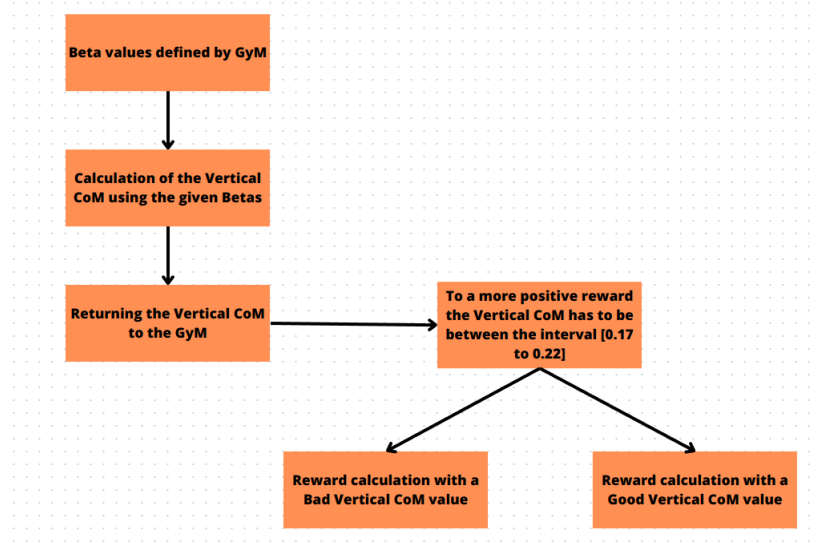 Beta values defined by GyM
Calculation of the Vertical
CoM using the given Betas
Returning the Vertical CoM
to the GyM
To a more positive reward
the Vertical CoM has to be
between the interval [0.17
to 0.22]
Reward calculation with a
Bad Vertical CoM value
Reward calculation with a
Good Vertical CoM value